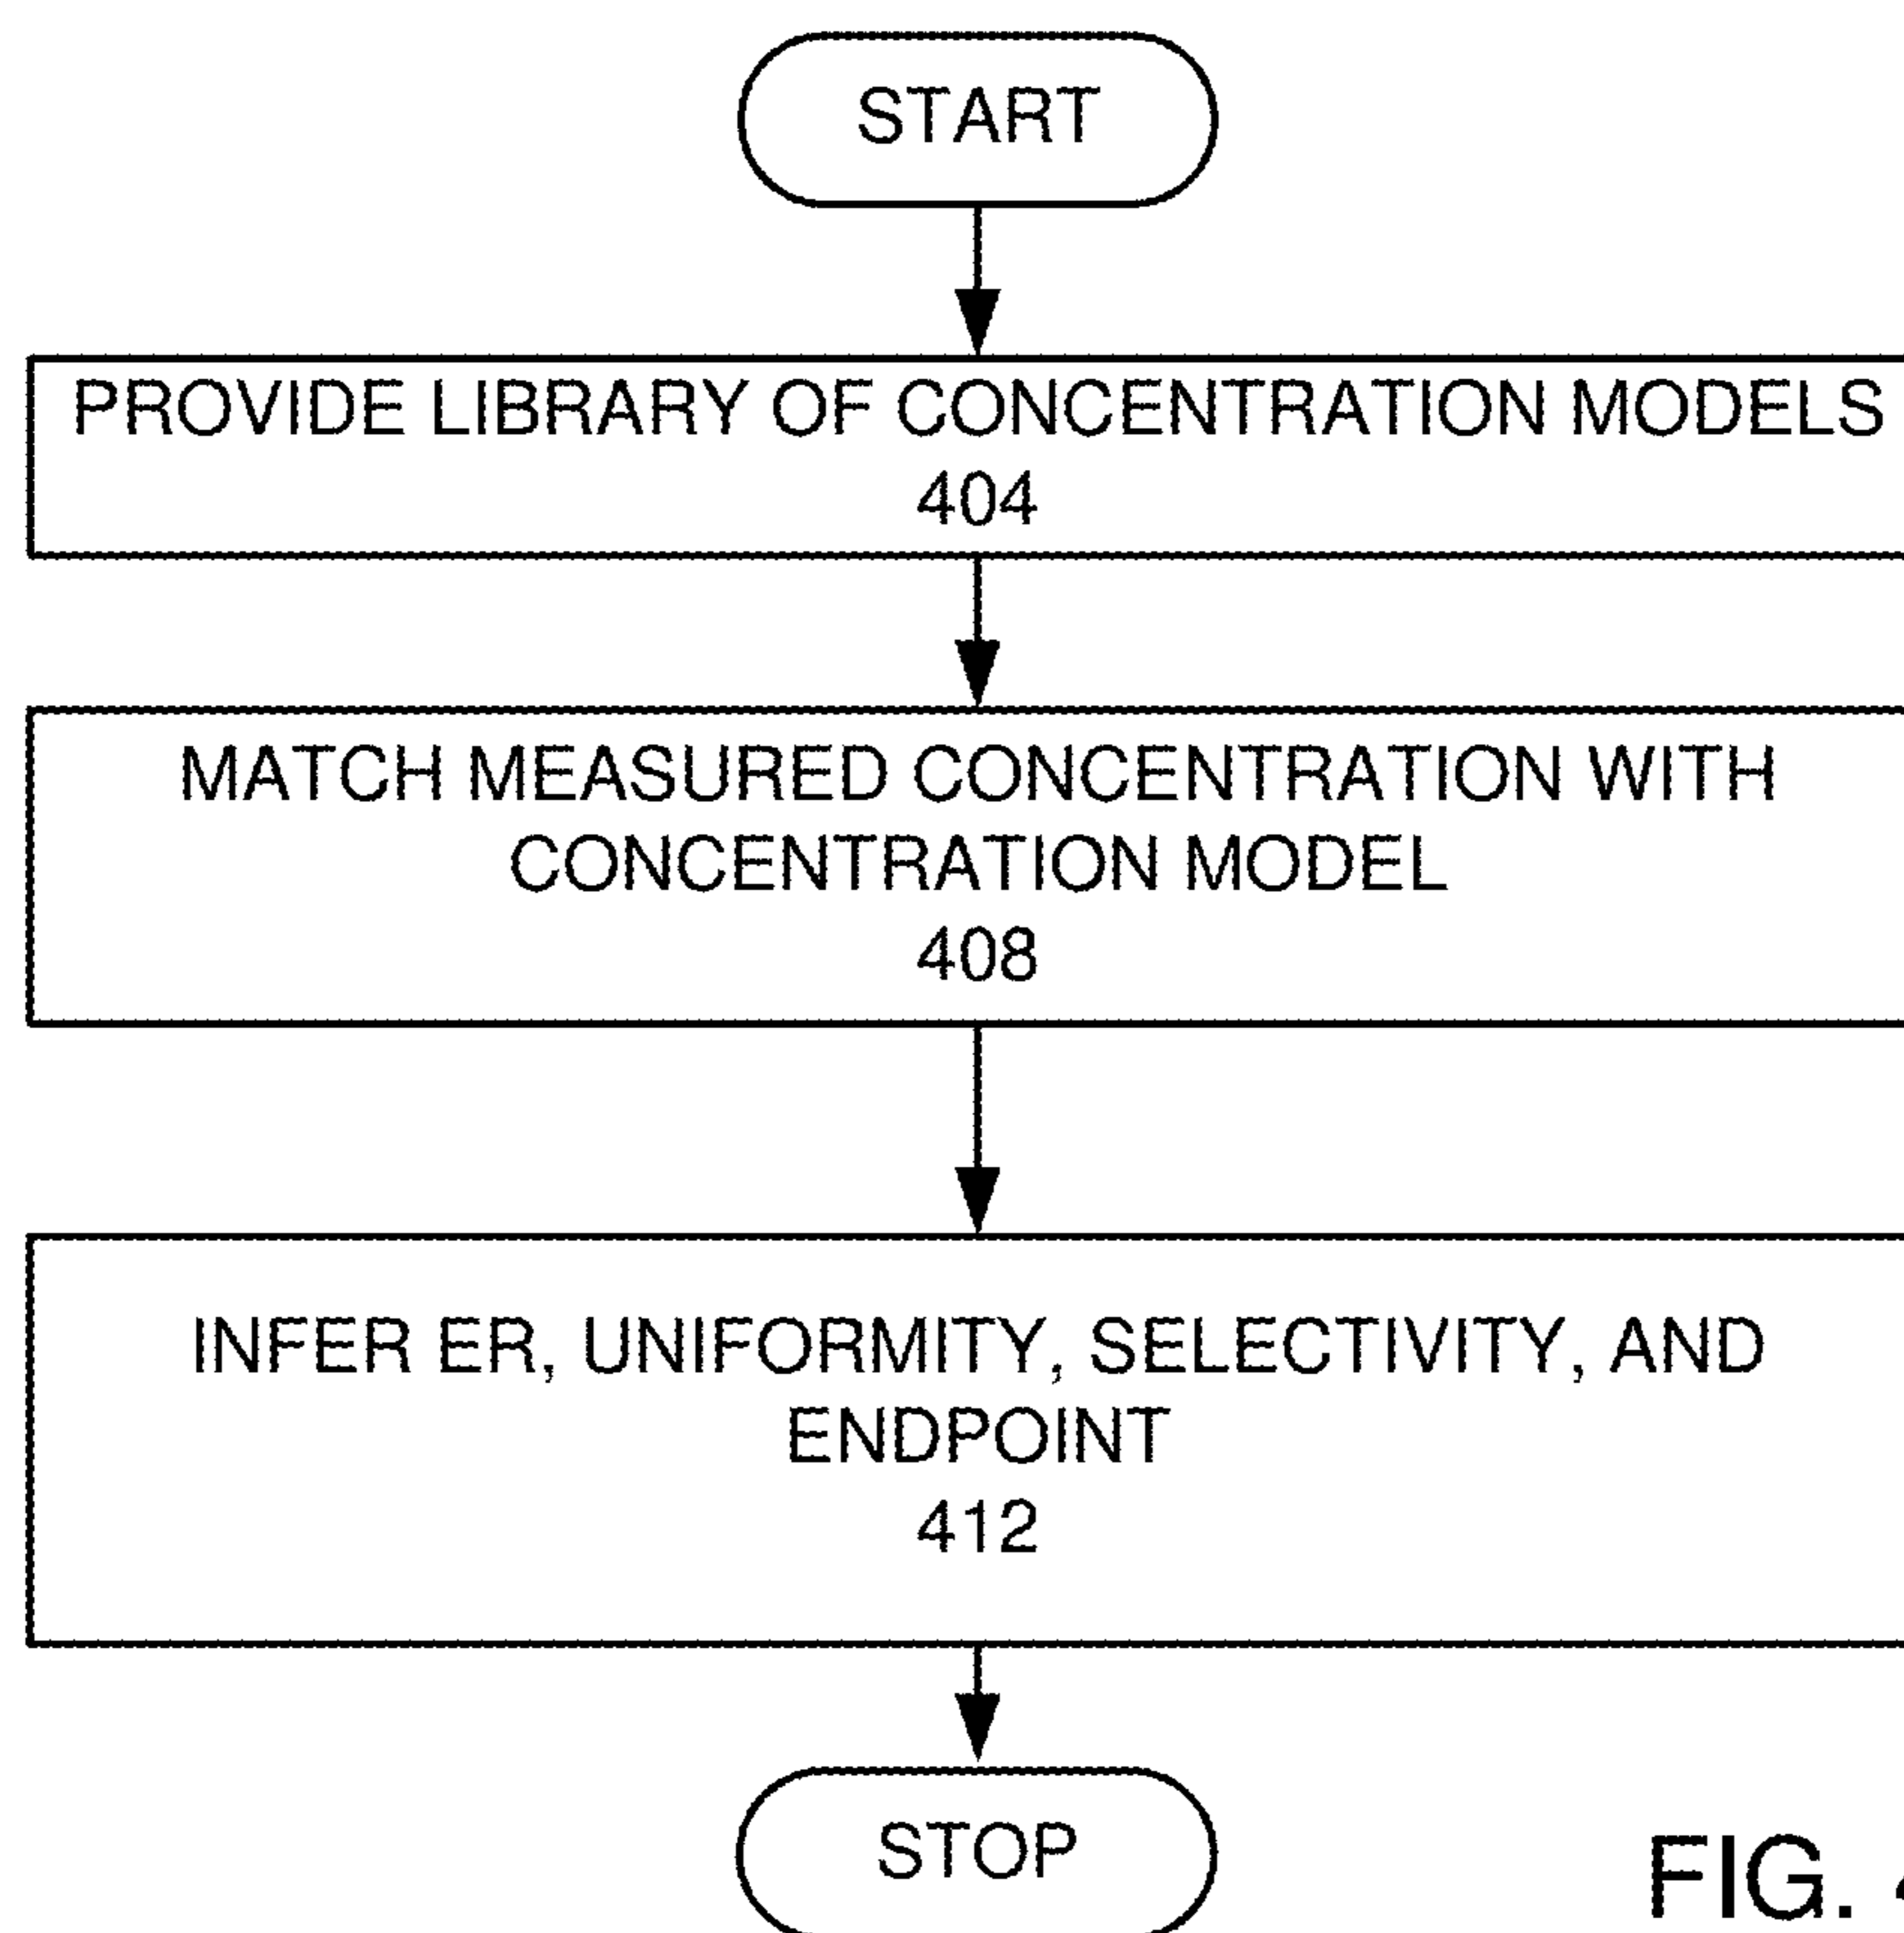 START
PROVIDE LIBRARY OF CONCENTRATION MODELS
404
MATCH MEASURED CONCENTRATION WITH
CONCENTRATION MODEL
408
INFER ER, UNIFORMITY, SELECTIVITY, AND
ENDPOINT
412
STOP
FIG.